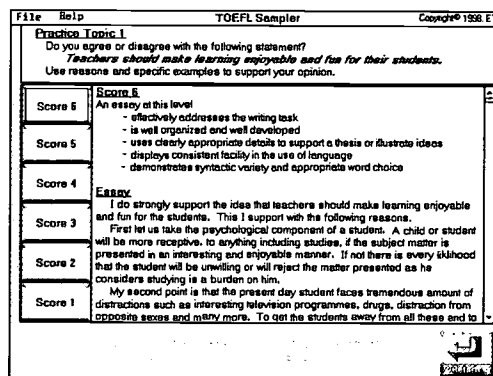 File Help TOEFL Sampler Copyright© 1998. E
Practice Topic 1
Do you agree or disagree with the following statement?
Teachers should make learning enjoyable and fun for their students.
Use reasons and specific examples to support your opinion.
Score 6
Score 5
Score 4
Score 3
Score 2
Score 1
Score 6
An essay at this level
- effectively addresses the writing task
- is well organized and well developed
- uses clearly appropriate details to support a thesis or illustrate ideas
- displays consistent facility in the use of language
- demonstrates syntactic variety and appropriate word choice
Essay
I do strongly support the idea that teachers should make learning enjoyable
and fun for the students. This I support with the following reasons.
First let us take the psychological component of a student. A child or student
will be more receptive, to anything including studies, if the subject matter is
presented in an interesting and enjoyable manner. If not there is every liklihood
that the student will be unwilling or will reject the matter presented as he
considers studying is a burden on him.
My second point is that the present day student faces tremendous amount of
distractions such as interesting television programmes, drugs, distraction from
opposite sexes and many more. To get the students away from all these and to